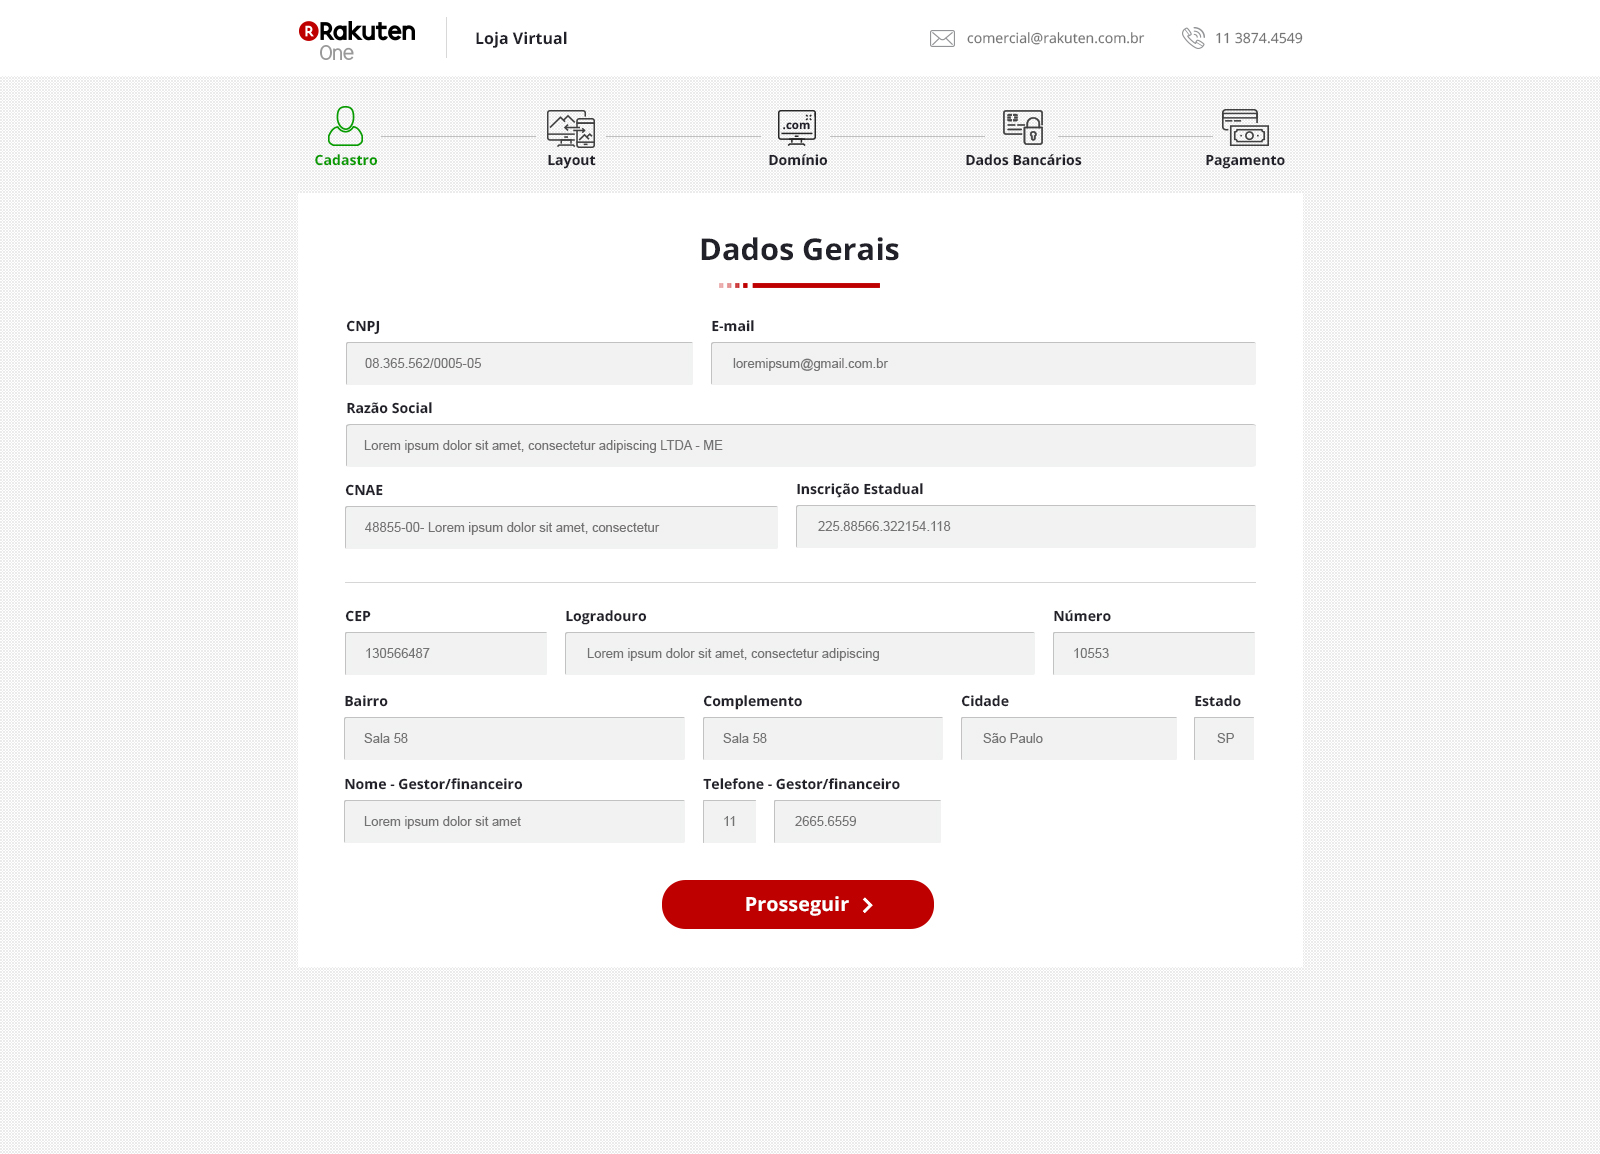 Rakuten
One
Loja Virtual
comercial@rakuten.com.br
11 3874.4549
.com
Cadastro
Layout
Domínio
Dados Bancários
Pagamento
Dados Gerais
CNPJ
E-mail
08.365.562/0005-05
loremipsum@gmail.com.br
Razão Social
Lorem ipsum dolor sit amet, consectetur adipiscing LTDA - ME
CNAE
Inscrição Estadual
48855-00- Lorem ipsum dolor sit amet, consectetur
225.88566.322154.118
CEP
Logradouro
Número
130566487
Lorem ipsum dolor sit amet, consectetur adipiscing
10553
Bairro
Complemento
Cidade
Estado
Sala 58
Sala 58
São Paulo
SP
Nome - Gestor/financeiro
Telefone - Gestor/financeiro
Lorem ipsum dolor sit amet
11
2665.6559
Prosseguir